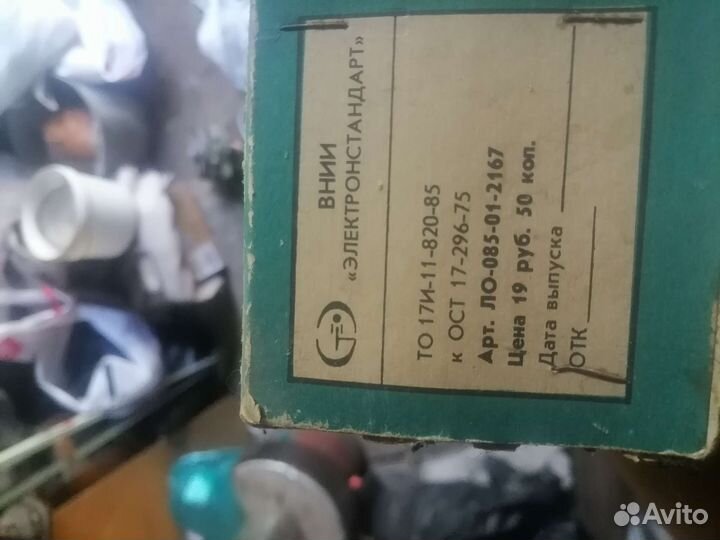 ВНИИ
«ЭЛЕКТРОНСТАНДАРТ»
ТО 17И-11-820-85
к ОСТ 17-296-75
Арт. ЛО-085-01-2167
Цена 19 руб. 50 коп.
Дата выпуска
ОТК
Avito